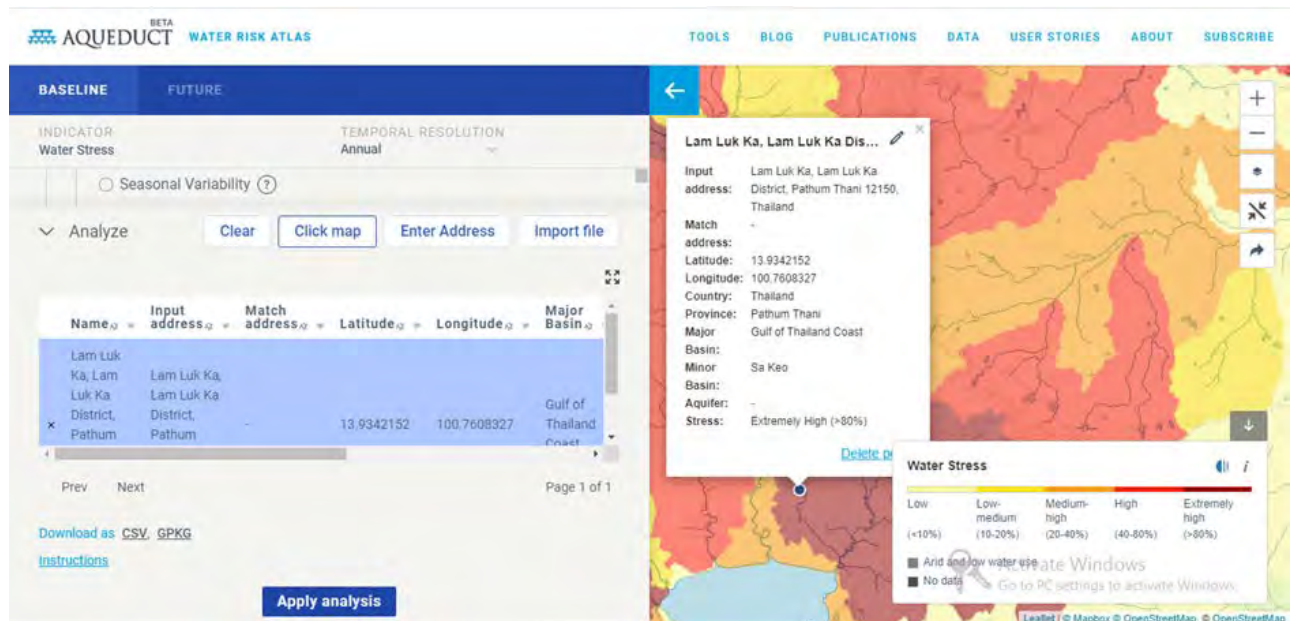 BETA
AQUEDUCT WATER RISK ATLAS
TOOLS BLOG PUBLICATIONS DATA USER STORIES ABOUT SUBSCRIBE
BASELINE FUTURE
INDICATOR
Water Stress
TEMPORAL RESOLUTION
Annual
Seasonal Variability ?
Analyze Clear Click map Enter Address Import file
Name Input address Match address Latitude Longitude Major Basin
Lam Luk
Ka, Lam
Luk Ka
District,
Pathum
Lam Luk Ka,
Lam Luk Ka
District,
Pathum
-
13.9342152
100.7608327
Gulf of
Thailand
Coast
x
Prev Next Page 1 of 1
Download as CSV, GPKG
Instructions
Apply analysis
Lam Luk Ka, Lam Luk Ka Dis...
Input address: Lam Luk Ka, Lam Luk Ka
District, Pathum Thani 12150,
Thailand
Match address: -
Latitude: 13.9342152
Longitude: 100.7608327
Country: Thailand
Province: Pathum Thani
Major Basin: Gulf of Thailand Coast
Minor Basin: Sa Keo
Aquifer: -
Stress: Extremely High (>80%)
Delete
Water Stress i
Low
(<10%)
Low-
medium
(10-20%)
Medium-
high
(20-40%)
High
(40-80%)
Extremely
high
(>80%)
Arid and low water use
No data
Activate Windows
Go to PC settings to activate Windows.
Leaflet | © Mapbox © OpenStreetMap, © OpenStreetMap